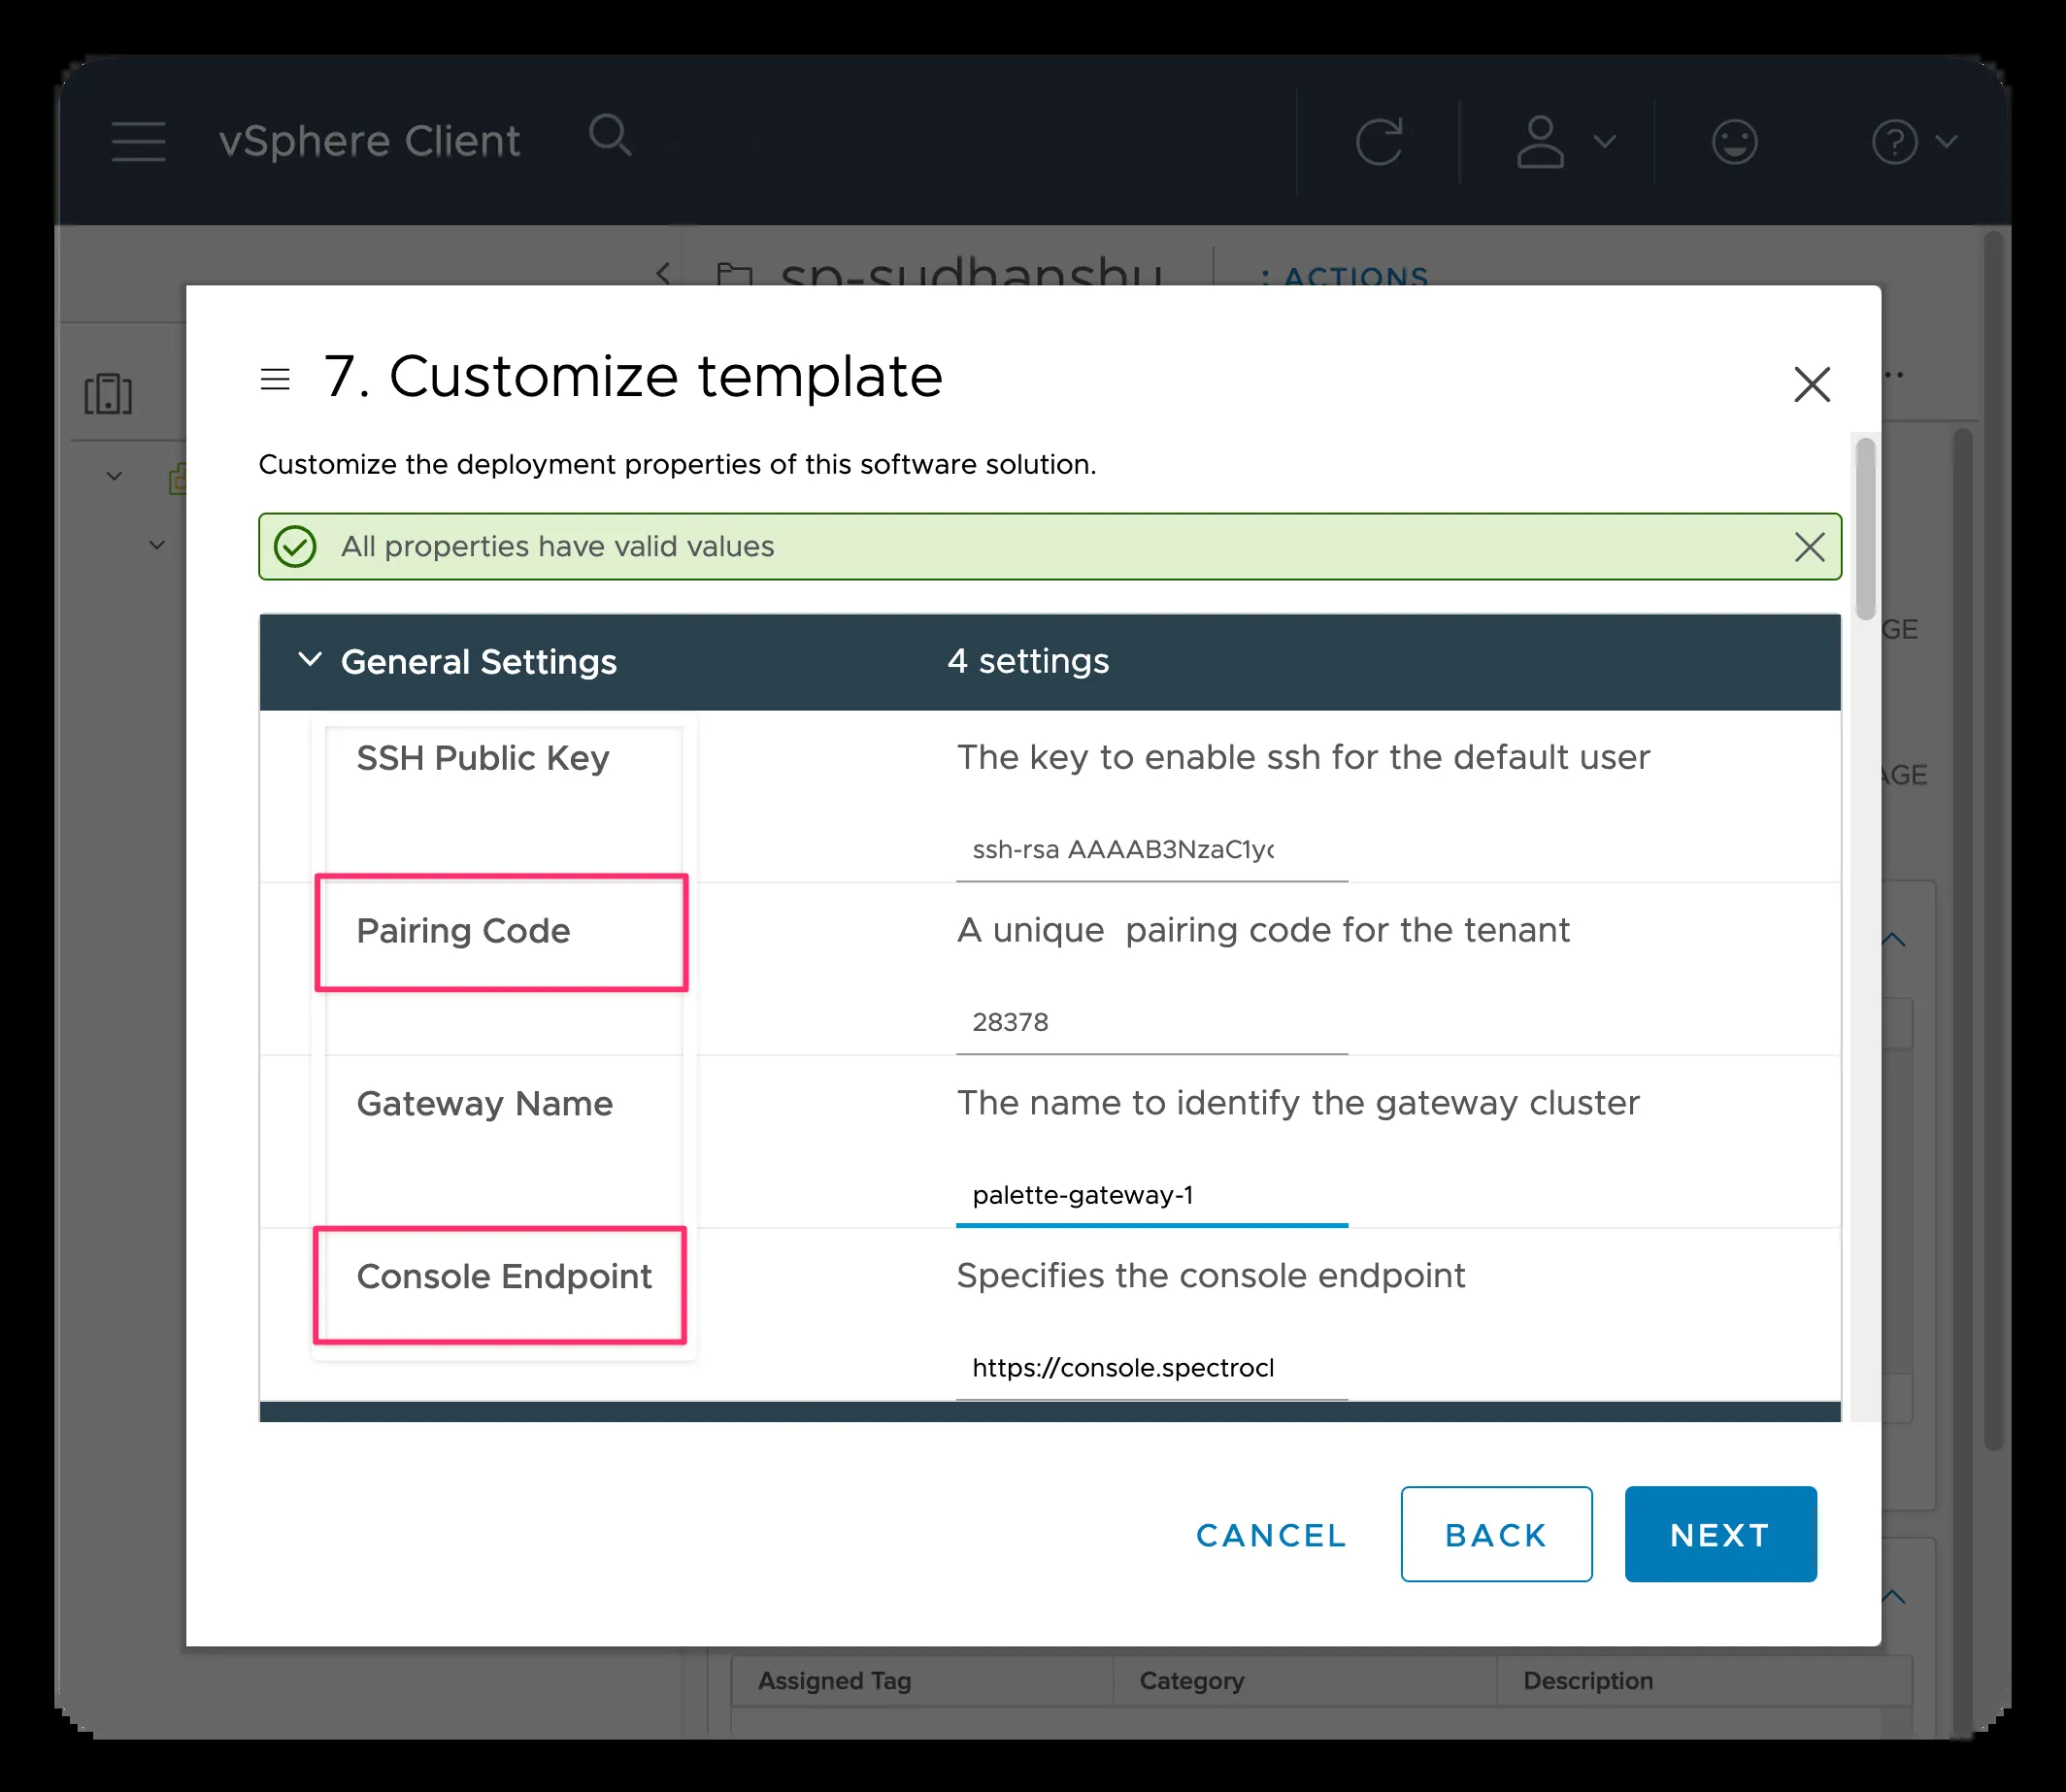 vSphere Client
sp-sudhanshu
ACTIONS
7. Customize template
Customize the deployment properties of this software solution.
All properties have valid values
General Settings 4 settings
SSH Public Key The key to enable ssh for the default user
ssh-rsa AAAAB3NzaC1yc
Pairing Code A unique  pairing code for the tenant
28378
Gateway Name The name to identify the gateway cluster
palette-gateway-1
Console Endpoint Specifies the console endpoint
https://console.spectrocl
CANCEL BACK NEXT
Assigned Tag Category Description